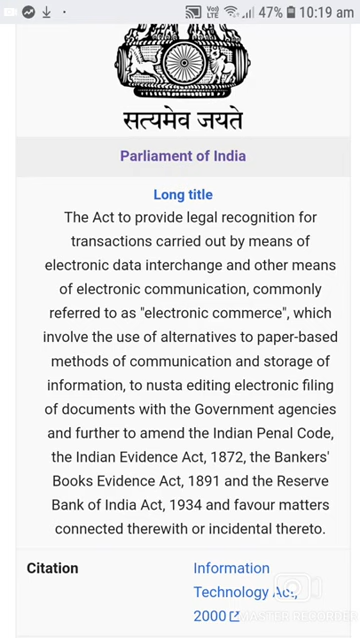 47% 10:19 am
सत्यमेव जयते
Parliament of India
Long title
The Act to provide legal recognition for
transactions carried out by means of
electronic data interchange and other means
of electronic communication, commonly
referred to as "electronic commerce", which
involve the use of alternatives to paper-based
methods of communication and storage of
information, to nusta editing electronic filing
of documents with the Government agencies
and further to amend the Indian Penal Code,
the Indian Evidence Act, 1872, the Bankers'
Books Evidence Act, 1891 and the Reserve
Bank of India Act, 1934 and favour matters
connected therewith or incidental thereto.
Citation
Information
Technology Act,
2000
MASTER RECORDER